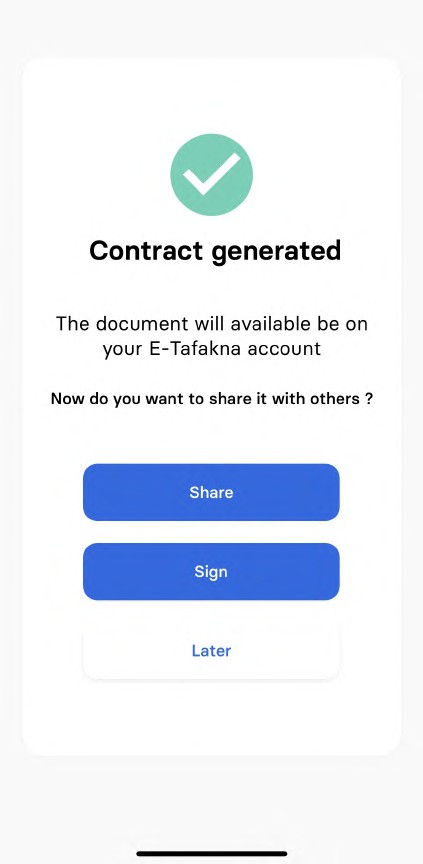 Contract generated
The document will available be on
your E-Tafakna account
Now do you want to share it with others ?
Share
Sign
Later